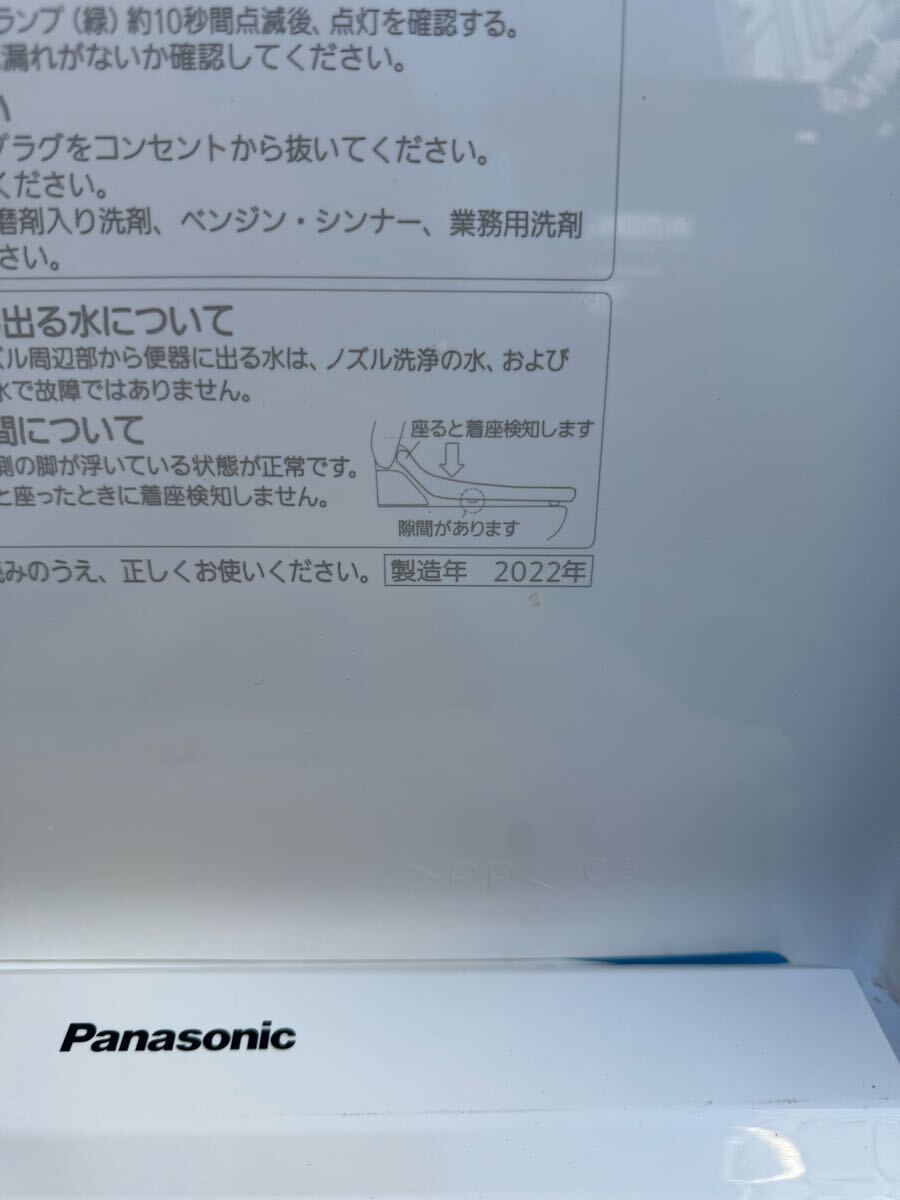 ランプ(緑)約10秒間点滅後、点灯を確認する。
漏れがないか確認してください。
い
プラグをコンセントから抜いてください。
ください。
磨剤入り洗剤、ベンジン・シンナー、業務用洗剤
さい。
出る水について
ズル周辺部から便器に出る水は、ノズル洗浄の水、および
水で故障ではありません。
間について
側の脚が浮いている状態が正常です。
と座ったときに着座検知しません。
座ると着座検知します
隙間があります
読みのうえ、正しくお使いください。
製造年 2022年
>PP< C6
Panasonic